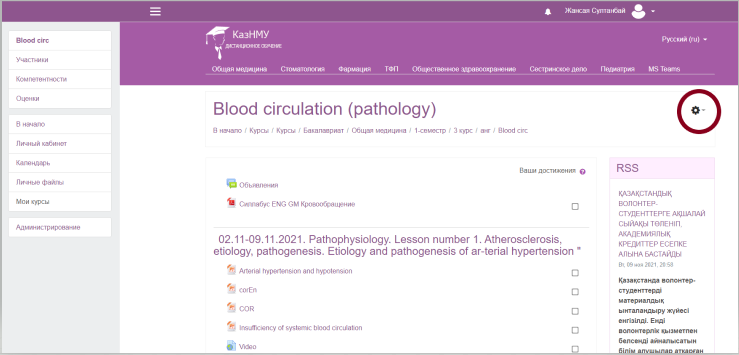 Жансая Султанбай
Blood circ
Участники
Компетентности
Оценки
В начало
Личный кабинет
Календарь
Личные файлы
Мои курсы
Администрирование
КазНМУ
ДИСТАНЦИОННОЕ ОБУЧЕНИЕ
Русский (ru)
Общая медицина Стоматология Фармация ТФП Общественное здравоохранение Сестринское дело Педиатрия MS Teams
Blood circulation (pathology)
В начало / Курсы / Курсы / Бакалавриат / Общая медицина / 1-семестр / 3 курс / анг / Blood circ
Ваши достижения
Объявления
Силлабус ENG GM Кровообращение
02.11-09.11.2021. Pathophysiology. Lesson number 1. Atherosclerosis,
etiology, pathogenesis. Etiology and pathogenesis of ar-terial hypertension "
Arterial hypertension and hypotension
corEn
COR
Insufficiency of systemic blood circulation
Video
RSS
ҚАЗАҚСТАНДЫҚ
ВОЛОНТЕР-
СТУДЕНТТЕРГЕ АҚШАЛАЙ
СЫЙАҚЫ ТӨЛЕНІП,
АКАДЕМИЯЛЫҚ
КРЕДИТТЕР ЕСЕПКЕ
АЛЫНА БАСТАЙДЫ
Вт, 09 ноя 2021, 20:50
Қазақстанда волонтер-
студенттерді
материалдық
ынталандыру жүйесі
енгізілді. Енді
волонтерлік қызметпен
белсенді айналысатын
білім алушылар атқарған